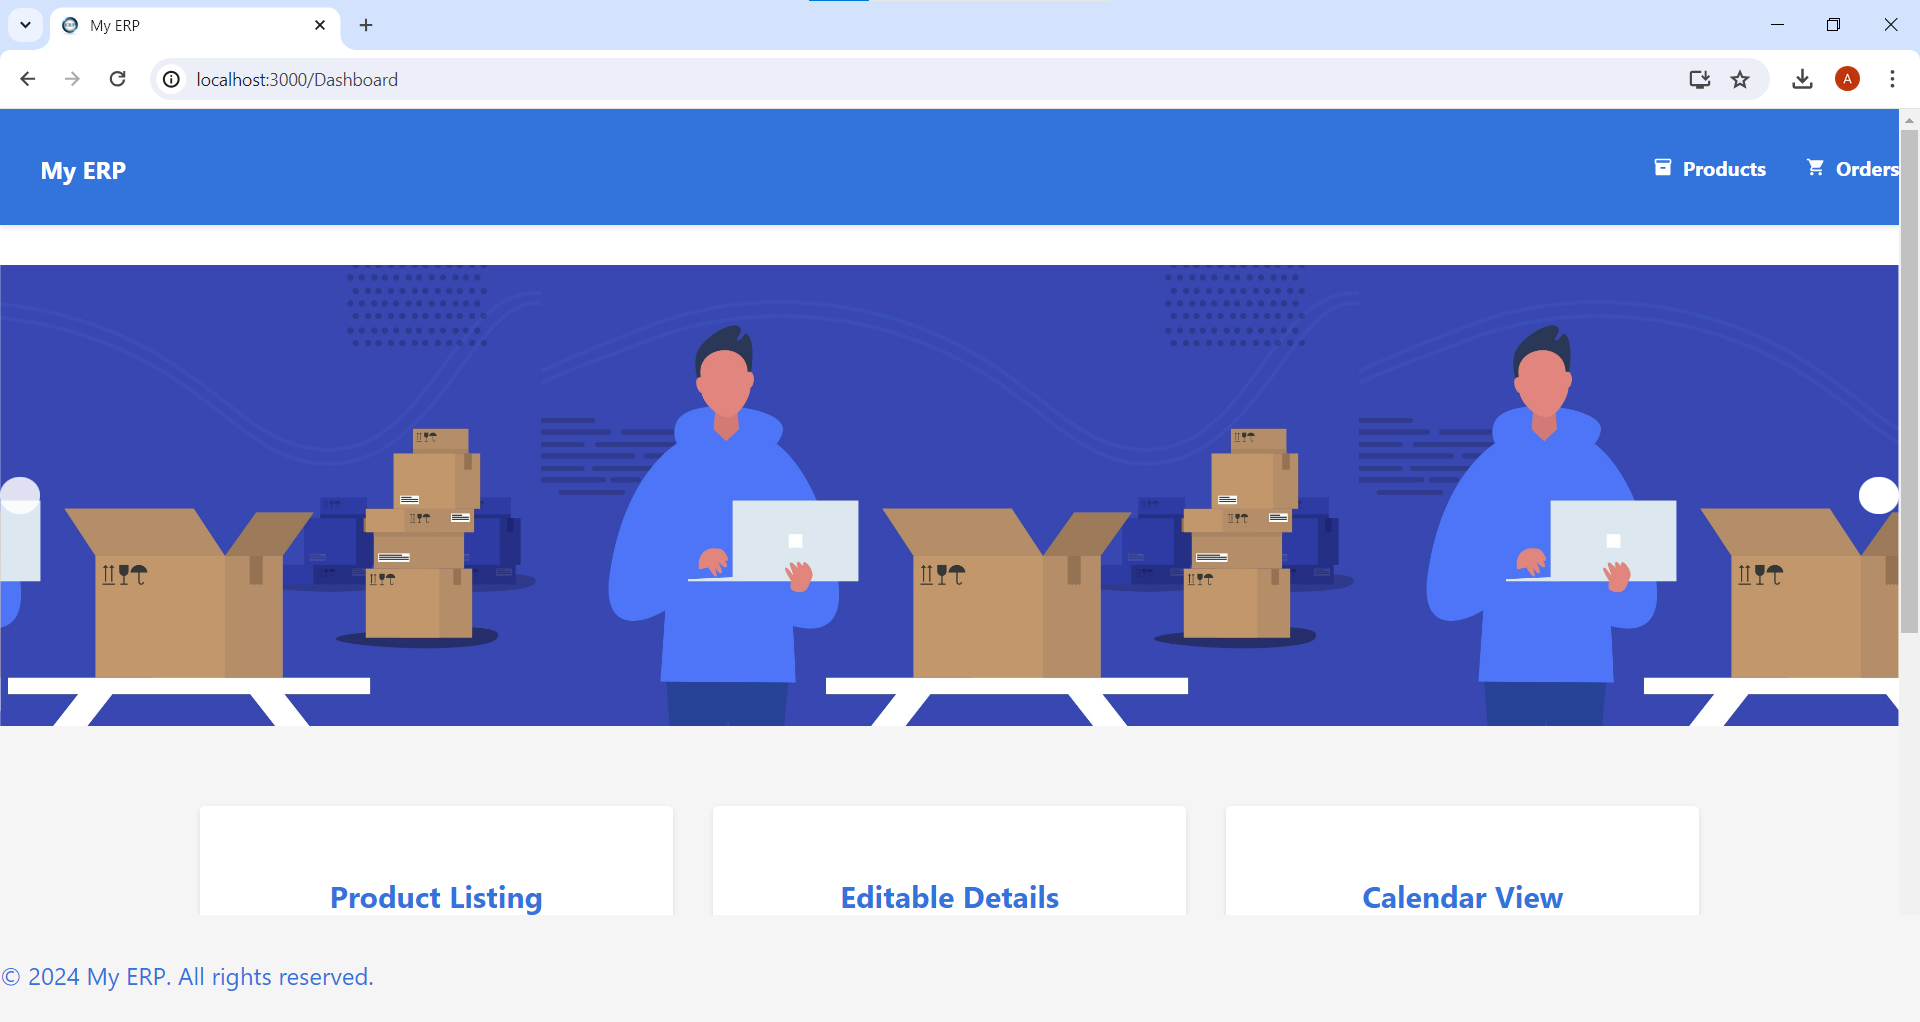 My ERP
localhost:3000/Dashboard
A
My ERP
Products
Orders
Product Listing
Editable Details
Calendar View
© 2024 My ERP. All rights reserved.